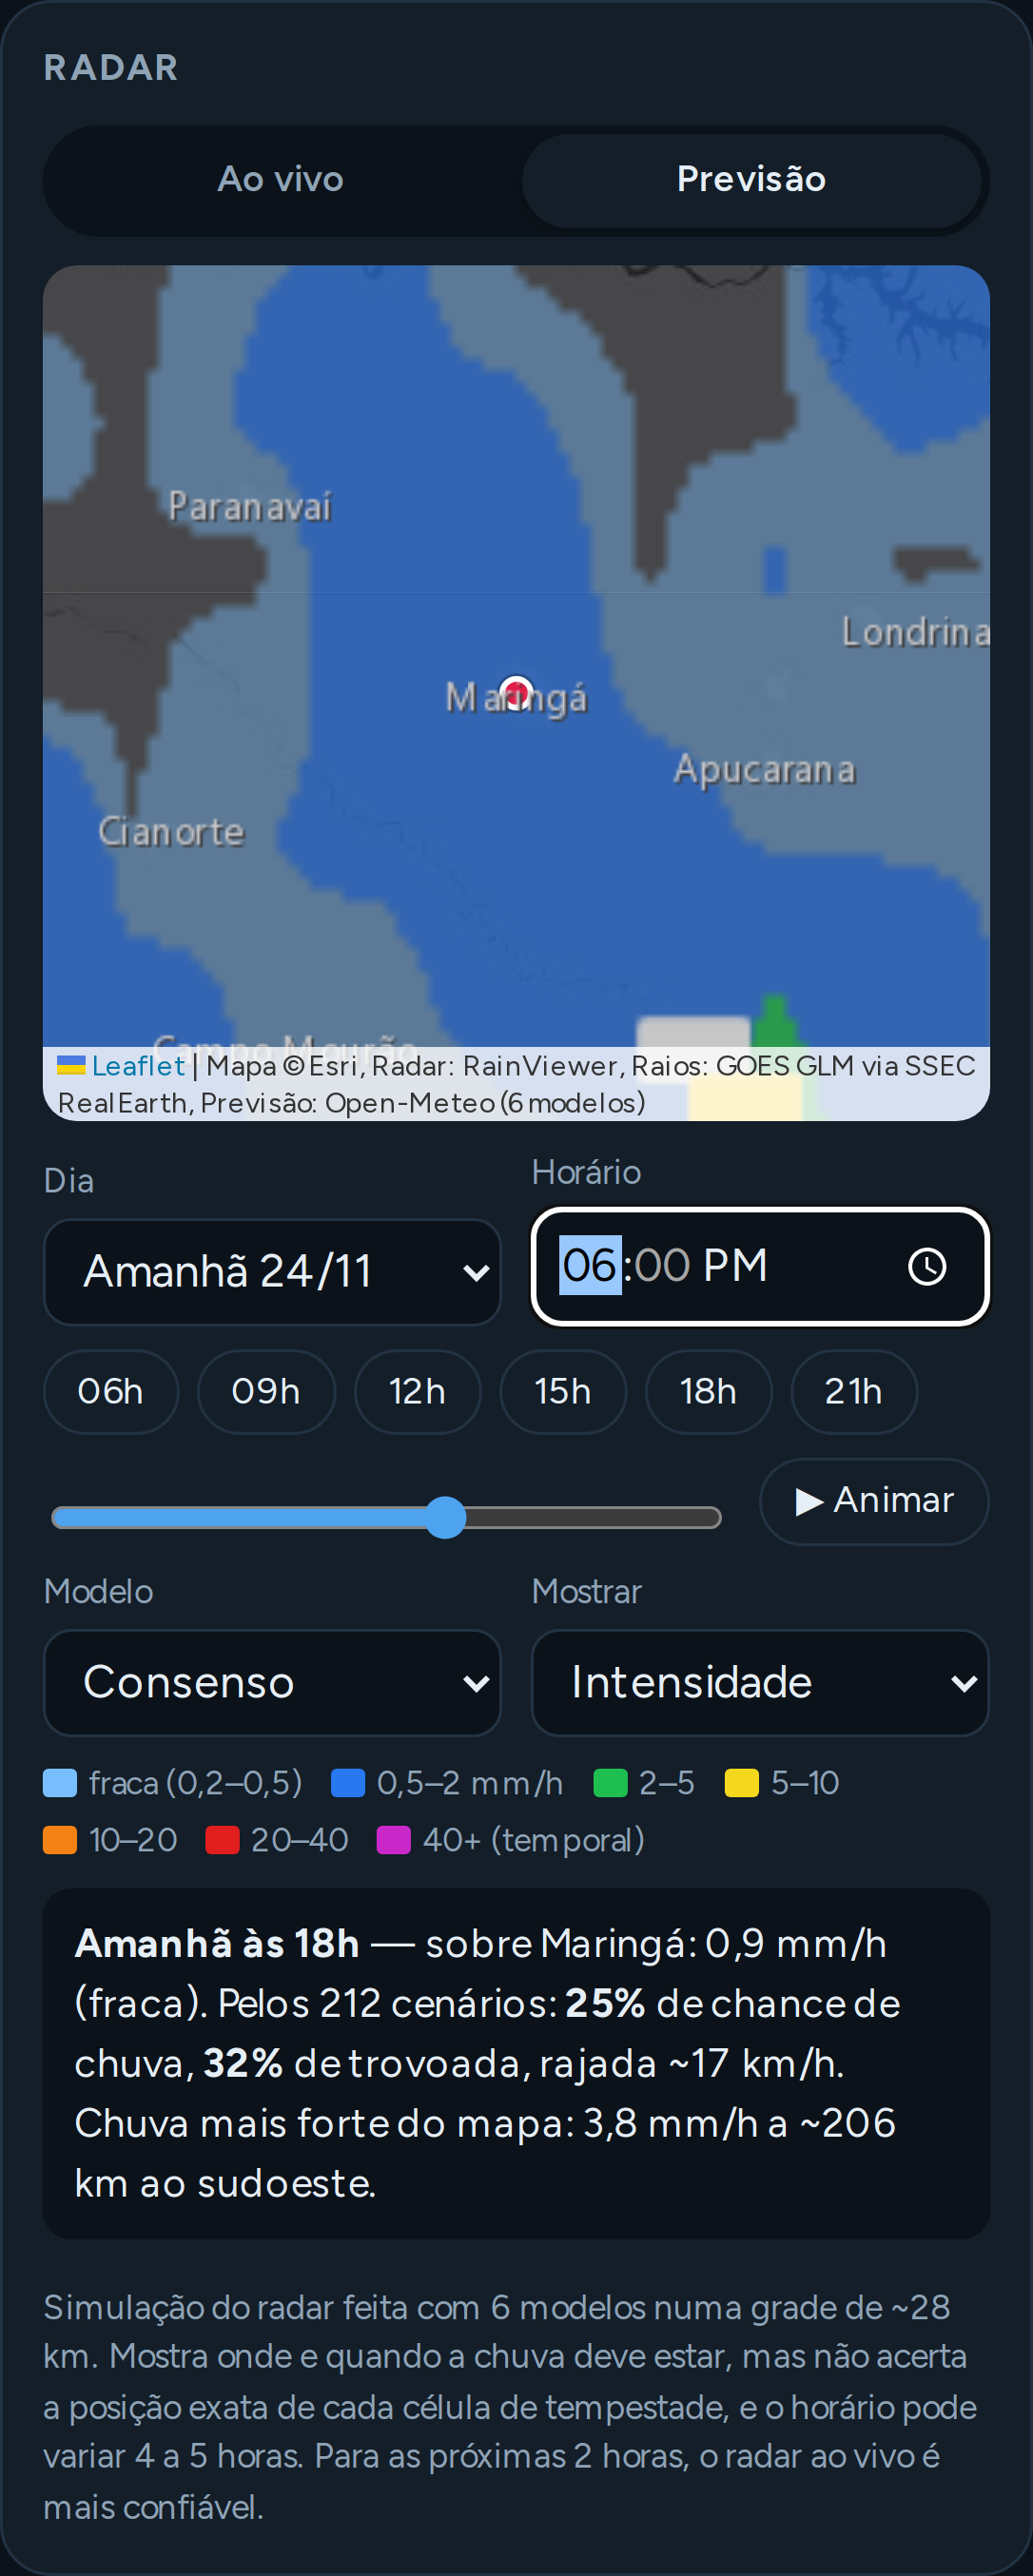 RADAR
Ao vivo
Previsão
Paranavaí
Londrina
Maringá
Apucarana
Cianorte
Campo Mourão
Leaflet | Mapa © Esri, Radar: RainViewer, Raios: GOES GLM via SSEC
RealEarth, Previsão: Open-Meteo (6 modelos)
Dia
Horário
Amanhã 24/11
06:00 PM
06h
09h
12h
15h
18h
21h
▶ Animar
Modelo
Mostrar
Consenso
Intensidade
fraca (0,2–0,5)
0,5–2 mm/h
2–5
5–10
10–20
20–40
40+ (temporal)
Amanhã às 18h — sobre Maringá: 0,9 mm/h
(fraca). Pelos 212 cenários: 25% de chance de
chuva, 32% de trovoada, rajada ~17 km/h.
Chuva mais forte do mapa: 3,8 mm/h a ~206
km ao sudoeste.
Simulação do radar feita com 6 modelos numa grade de ~28
km. Mostra onde e quando a chuva deve estar, mas não acerta
a posição exata de cada célula de tempestade, e o horário pode
variar 4 a 5 horas. Para as próximas 2 horas, o radar ao vivo é
mais confiável.